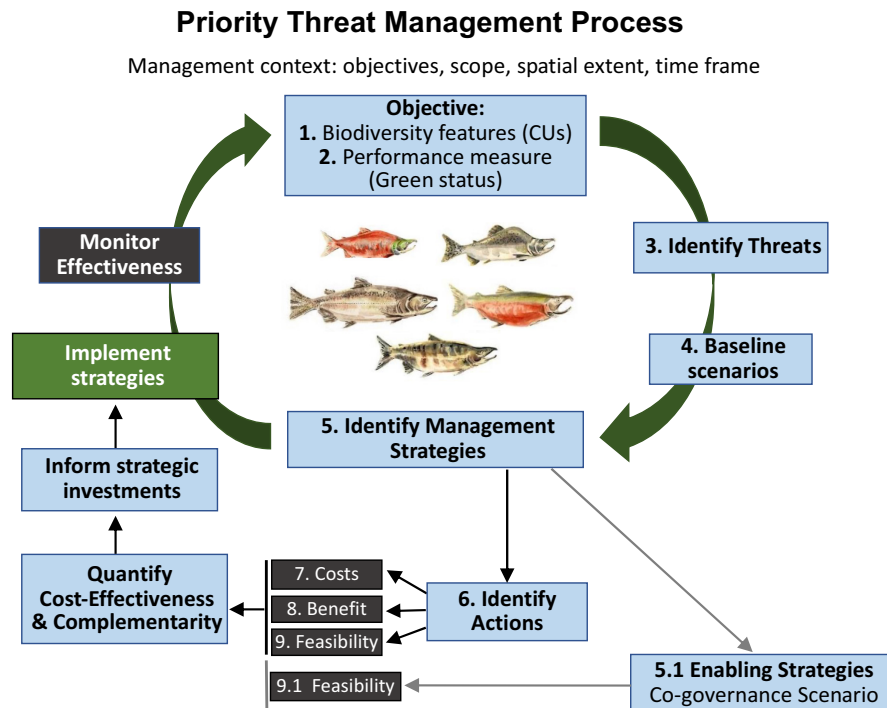 Priority Threat Management Process
Management context: objectives, scope, spatial extent, time frame
Objective:
1. Biodiversity features (CUs)
2. Performance measure
(Green status)
3. Identify Threats
4. Baseline
scenarios
5. Identify Management
Strategies
5.1 Enabling Strategies
Co-governance Scenario
6. Identify
Actions
7. Costs
8. Benefit
9. Feasibility
9.1 Feasibility
Quantify
Cost-Effectiveness
& Complementarity
Inform strategic
investments
Implement
strategies
Monitor
Effectiveness